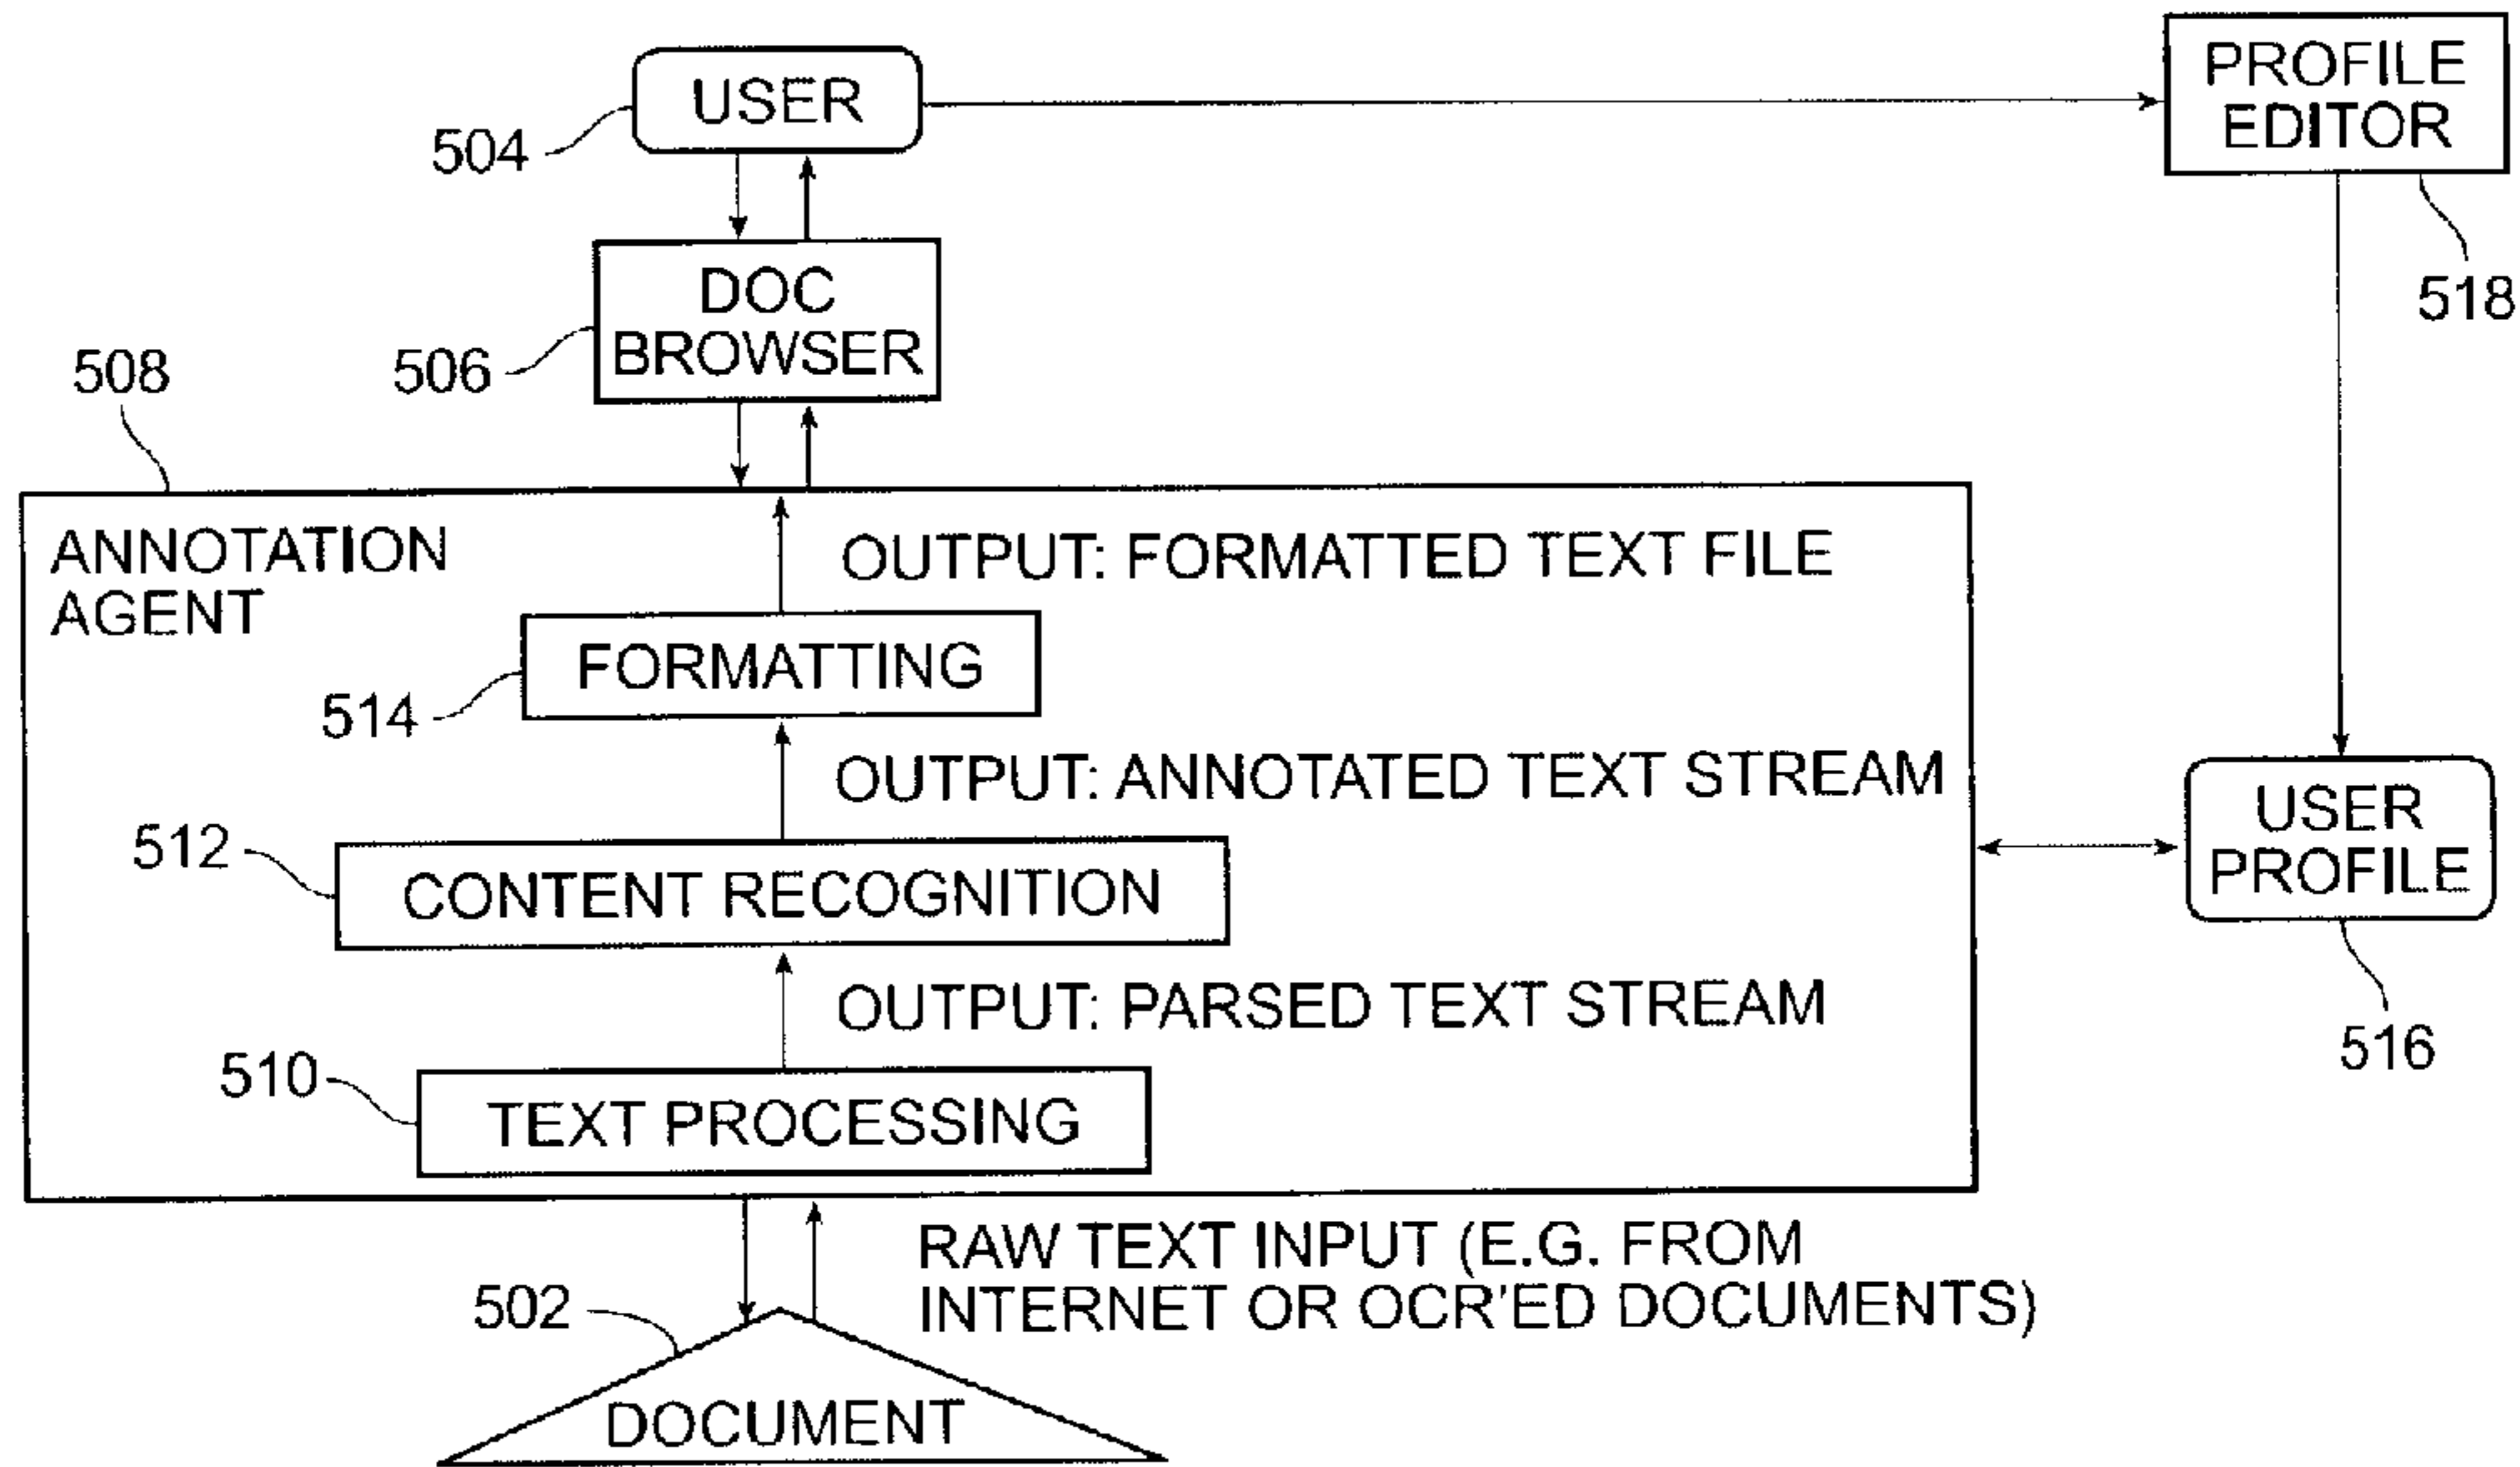 USER
PROFILE
EDITOR
504
DOC
BROWSER
518
508
506
ANNOTATION
AGENT
OUTPUT: FORMATTED TEXT FILE
FORMATTING
514
OUTPUT: ANNOTATED TEXT STREAM
USER
PROFILE
512
CONTENT RECOGNITION
OUTPUT: PARSED TEXT STREAM
516
510
TEXT PROCESSING
RAW TEXT INPUT (E.G. FROM
INTERNET OR OCR'ED DOCUMENTS)
502
DOCUMENT